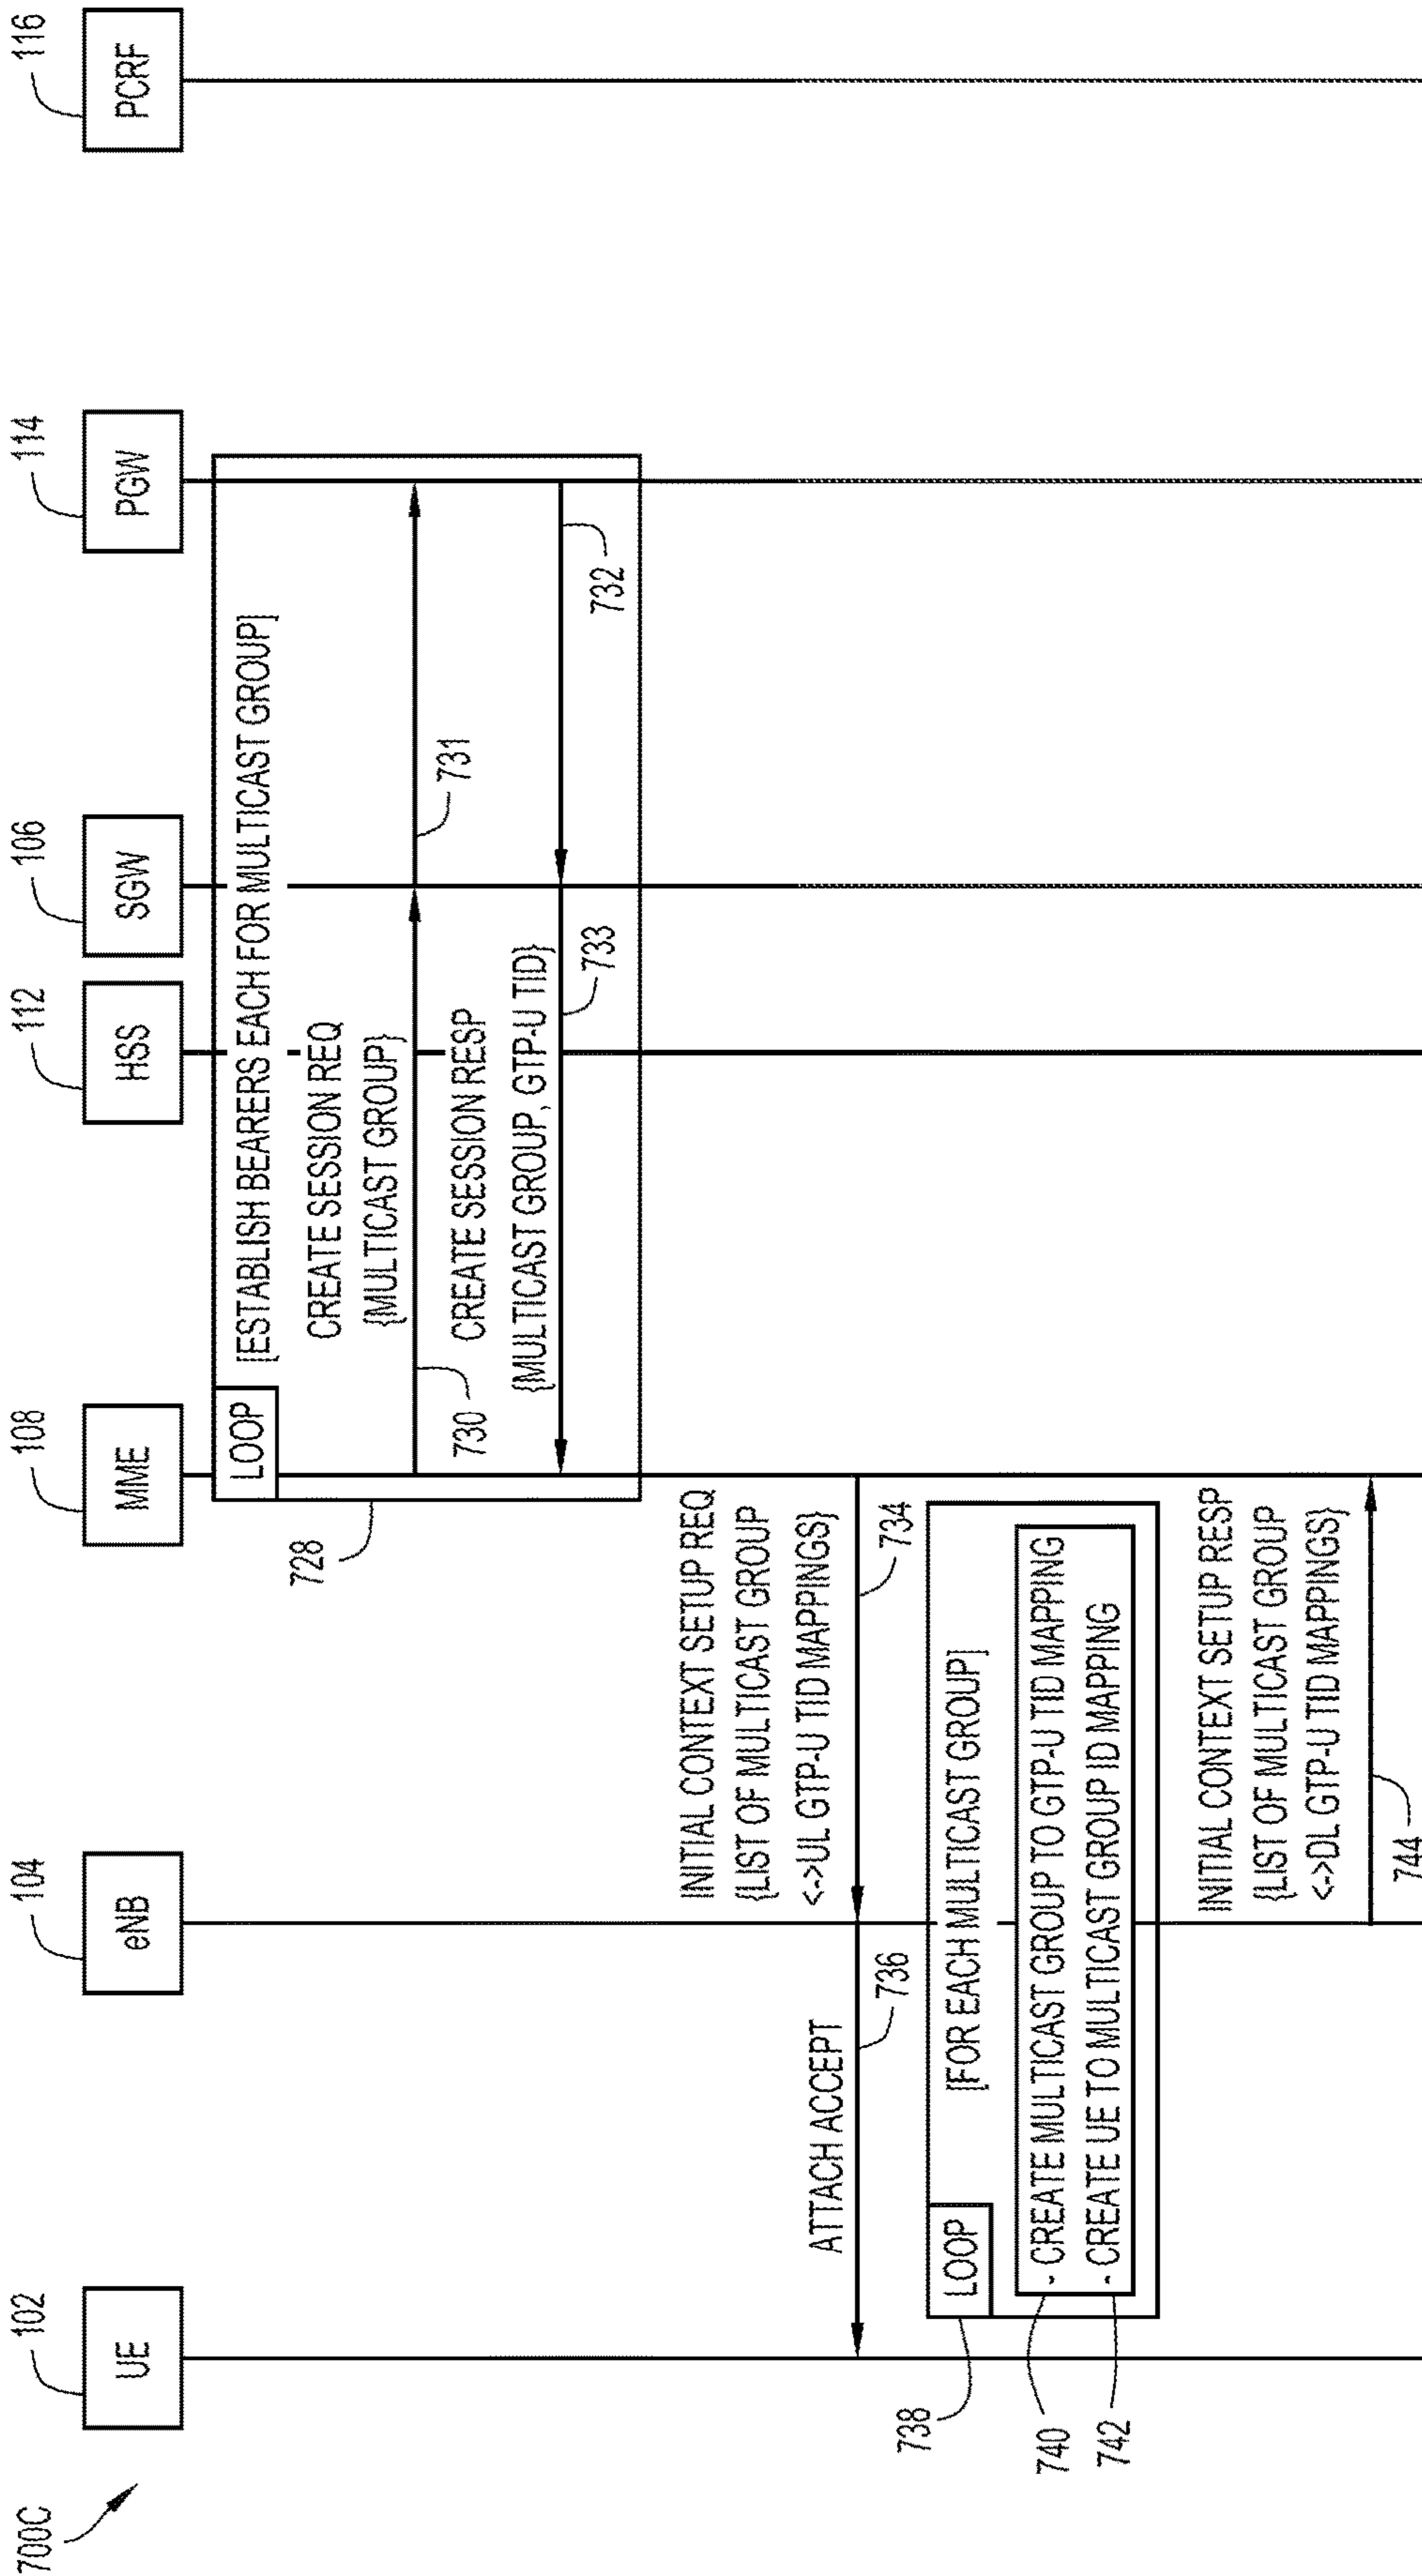 700C
102
UE
104
eNB
108
MME
112
HSS
106
SGW
114
PGW
116
PCRF
728
LOOP
[ESTABLISH BEARERS EACH FOR MULTICAST GROUP]
CREATE SESSION REQ
{MULTICAST GROUP}
730
731
CREATE SESSION RESP
{MULTICAST GROUP, GTP-U TID}
733
732
INITIAL CONTEXT SETUP REQ
{LIST OF MULTICAST GROUP
<->UL GTP-U TID MAPPINGS}
734
ATTACH ACCEPT
736
738
LOOP
[FOR EACH MULTICAST GROUP]
740
- CREATE MULTICAST GROUP TO GTP-U TID MAPPING
742
- CREATE UE TO MULTICAST GROUP ID MAPPING
INITIAL CONTEXT SETUP RESP
{LIST OF MULTICAST GROUP
<->DL GTP-U TID MAPPINGS}
744